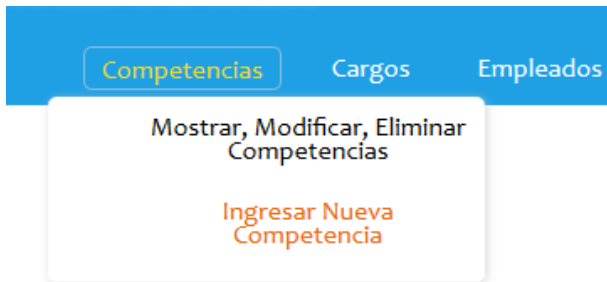 Competencias Cargos Empleados
Mostrar, Modificar, Eliminar
Competencias
Ingresar Nueva
Competencia